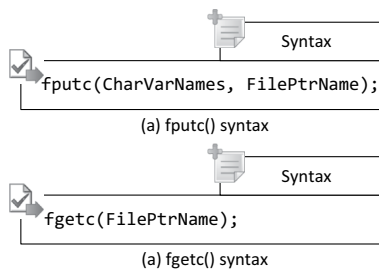 Syntax
fputc(CharVarNames, FilePtrName);
(a) fputc() syntax
Syntax
fgetc(FilePtrName);
(a) fgetc() syntax